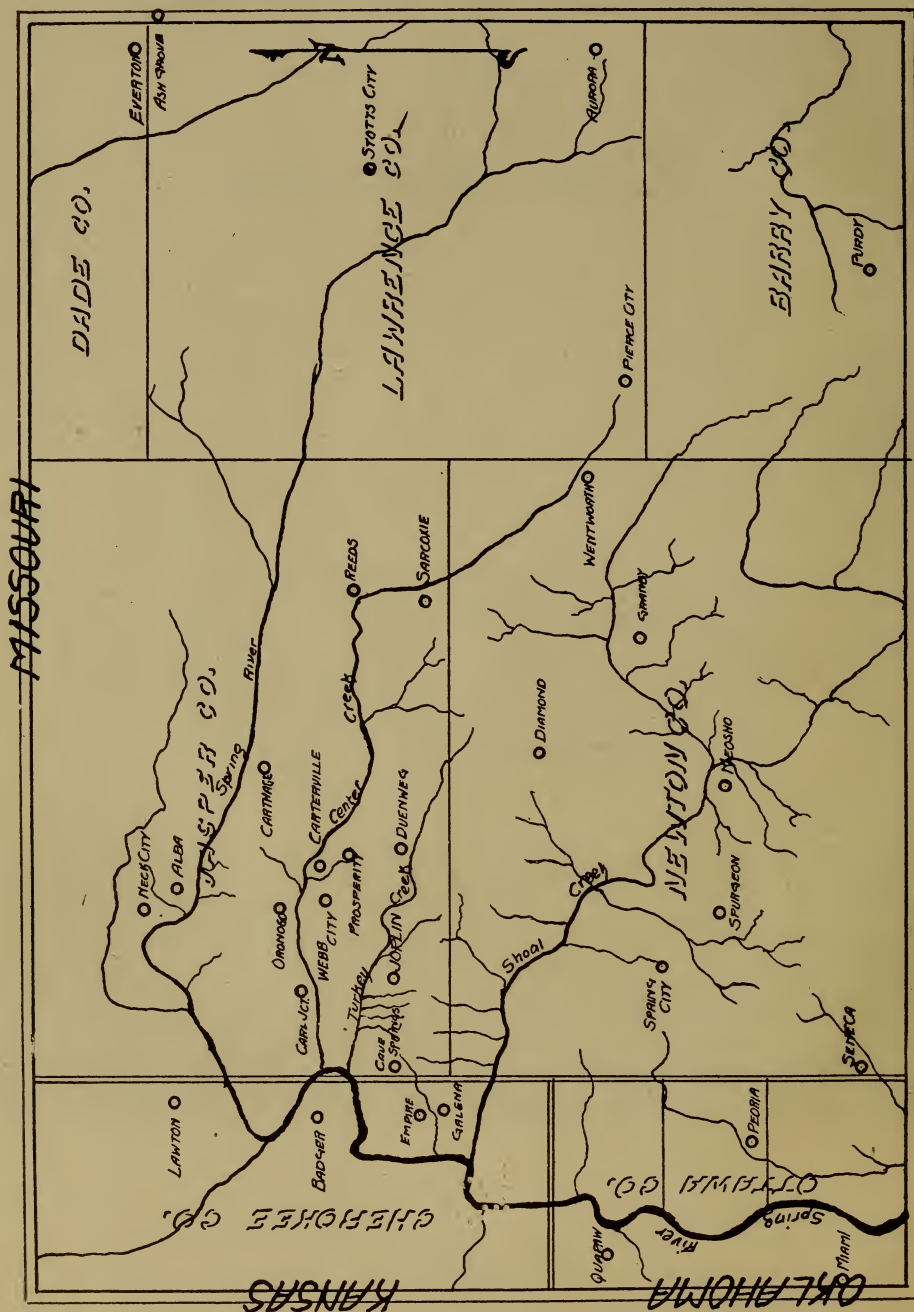 MISSOURI
KANSAS
OKLAHOMA
DADE CO.
EVERTON
ASH GROVE
N
S
LAWRENCE CO.
STOTTS CITY
AURORA
PIERCE CITY
BARRY CO.
PURDY
JASPER CO.
NECK CITY
ALBA
Spring River
CARTHAGE
ORONOGO
CARL JCT.
WEBB CITY
CARTERVILLE
PROSPERITY
Center Creek
REEDS
SARCOXIE
DUENWEG
Turkey Creek
JOPLIN
CAVE SPRINGS
NEWTON CO.
WENTWORTH
GRANBY
DIAMOND
NEOSHO
SPURGEON
Shoal Creek
SPRING CITY
SENECA
CHEROKEE CO.
LAWTON
BADGER
EMPIRE
GALENA
OTTAWA CO.
PEORIA
QUAPAW
Spring River
MIAMI